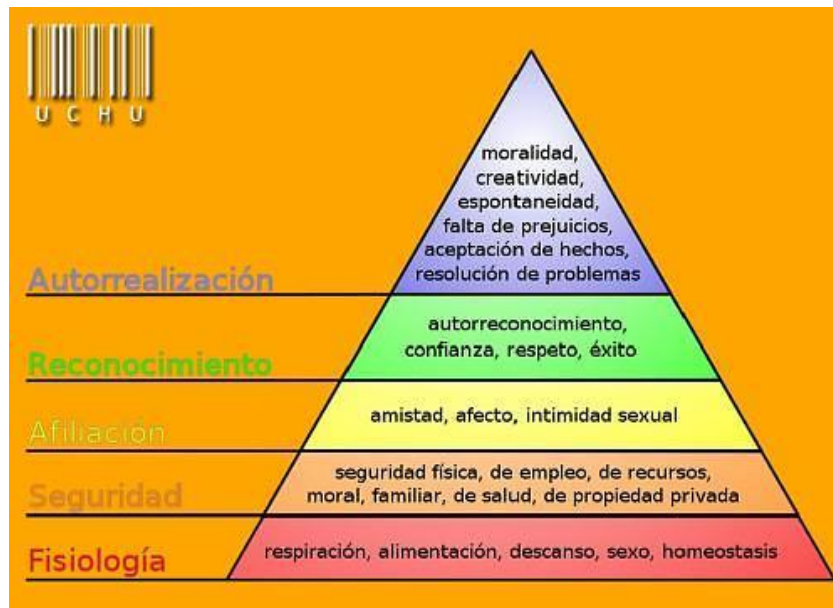 UCHU
moralidad,
creatividad,
espontaneidad,
falta de prejuicios,
aceptación de hechos,
resolución de problemas
Autorrealización
autorreconocimiento,
confianza, respeto, éxito
Reconocimiento
amistad, afecto, intimidad sexual
Afiliación
seguridad física, de empleo, de recursos,
moral, familiar, de salud, de propiedad privada
Seguridad
respiración, alimentación, descanso, sexo, homeostasis
Fisiología